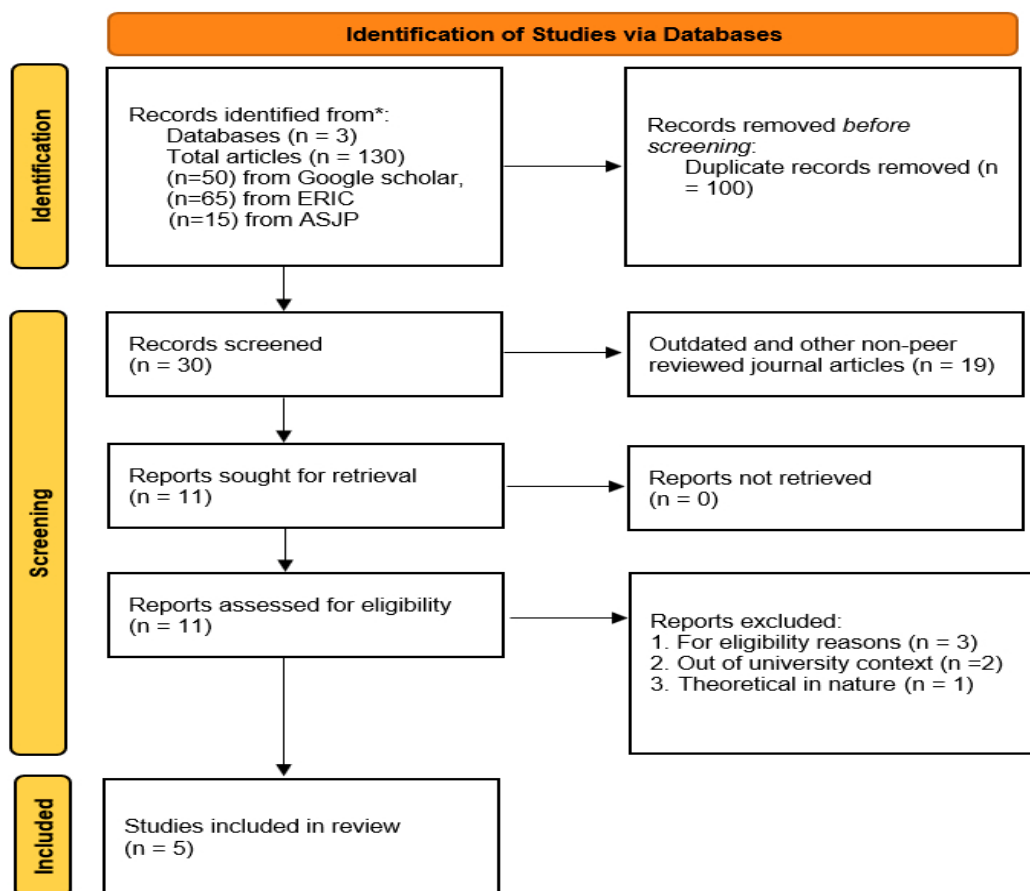 Identification of Studies via Databases
Identification
Records identified from*:
Databases (n = 3)
Total articles (n = 130)
(n=50) from Google scholar,
(n=65) from ERIC
(n=15) from ASJP
Records removed before
screening:
Duplicate records removed (n
= 100)
Screening
Records screened
(n = 30)
Outdated and other non-peer
reviewed journal articles (n = 19)
Reports sought for retrieval
(n = 11)
Reports not retrieved
(n = 0)
Reports assessed for eligibility
(n = 11)
Reports excluded:
1. For eligibility reasons (n = 3)
2. Out of university context (n =2)
3. Theoretical in nature (n = 1)
Included
Studies included in review
(n = 5)